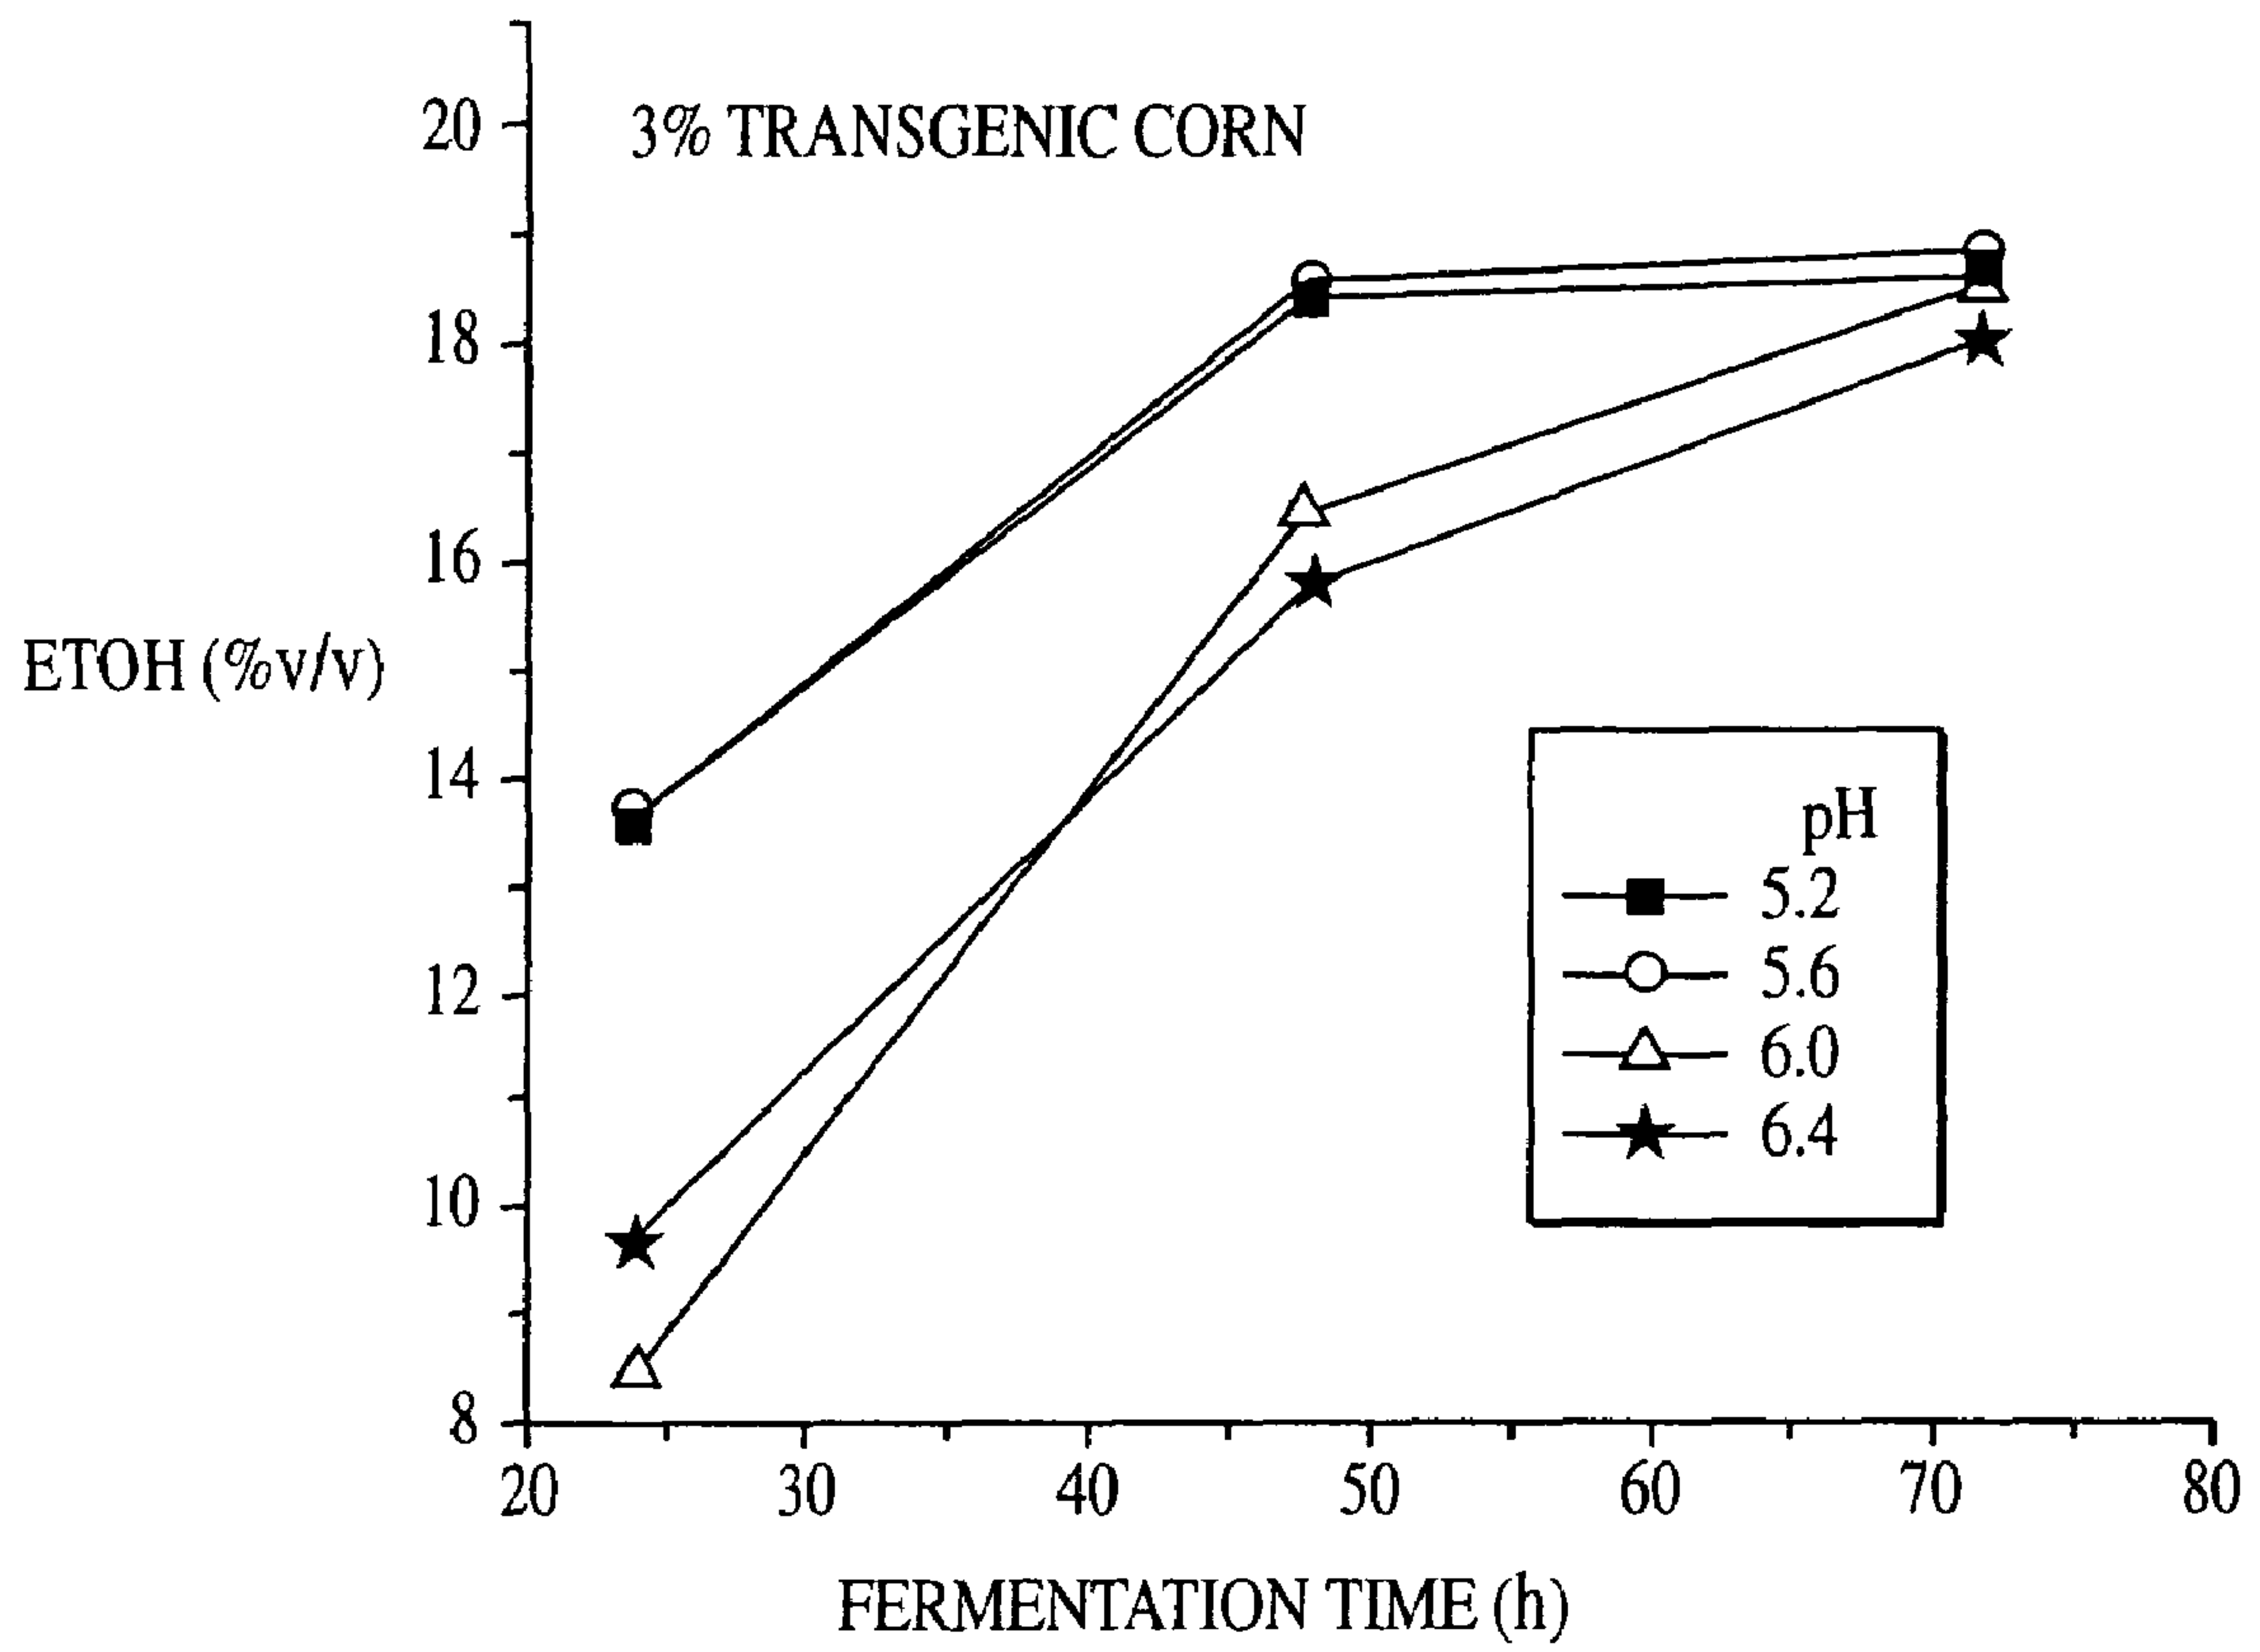 3% TRANSGENIC CORN
20
18
16
14
12
10
8
ETOH (%v/v)
pH
5.2
5.6
6.0
6.4
20 30 40 50 60 70 80
FERMENTATION TIME (h)